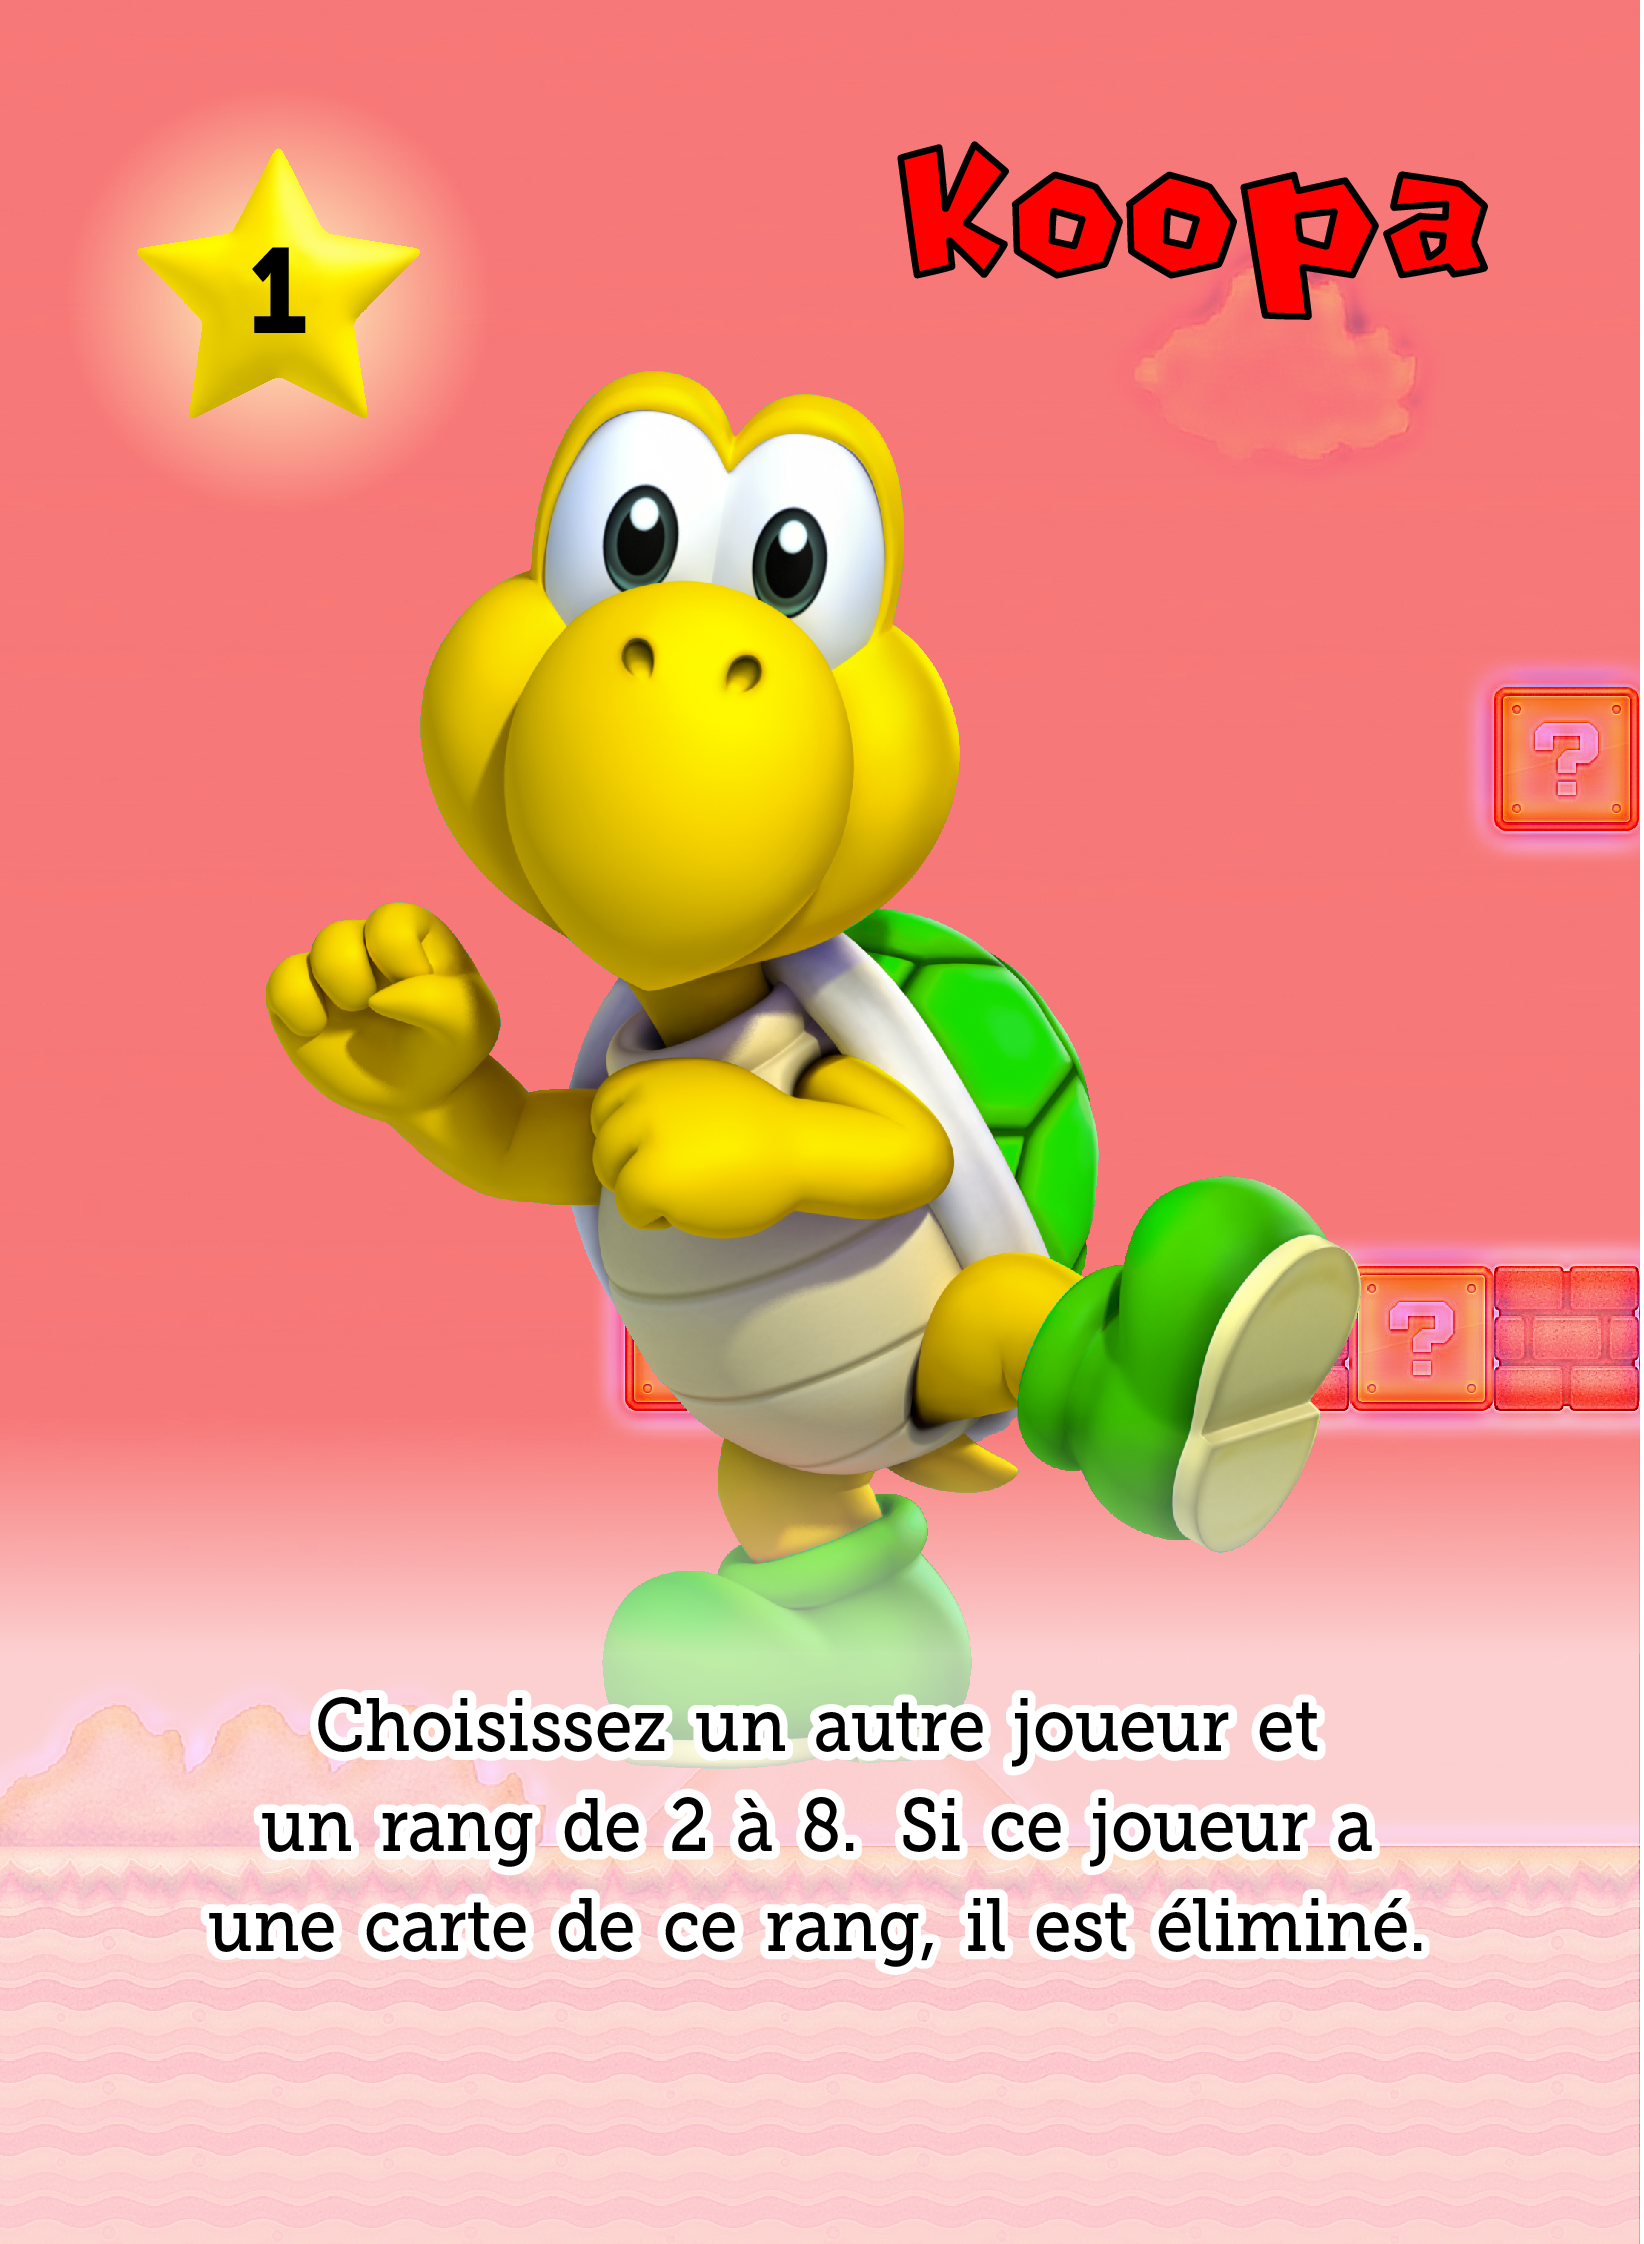 1
Koopa
?
?
Choisissez un autre joueur et
un rang de 2 à 8. Si ce joueur a
une carte de ce rang, il est éliminé.